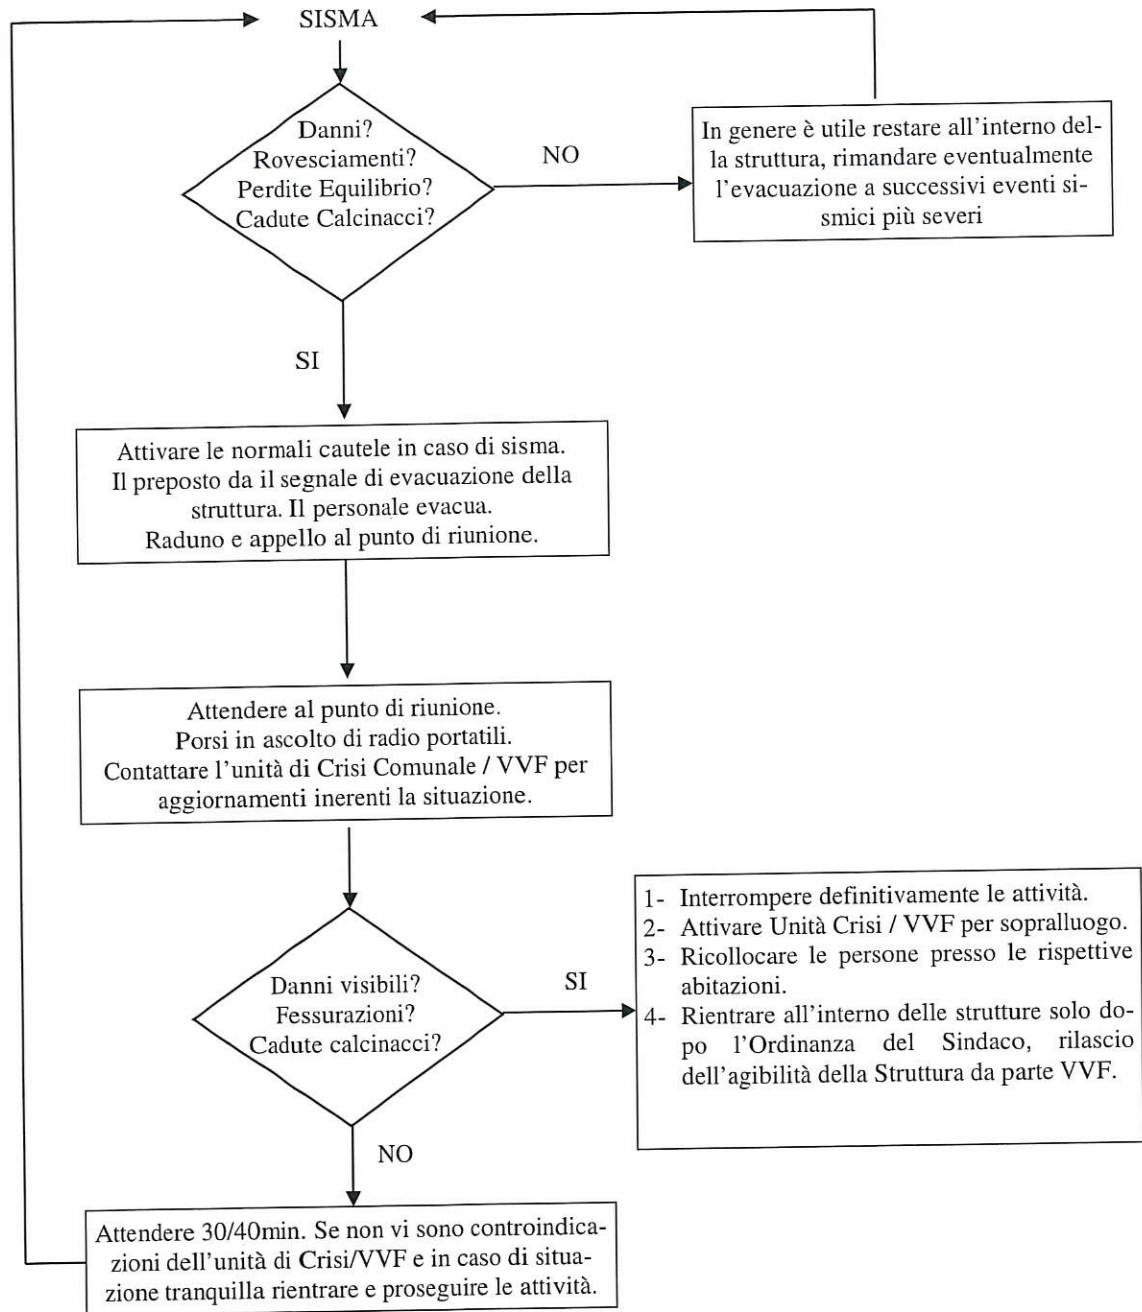 SISMA
Danni?
Rovesciamenti?
Perdite Equilibrio?
Cadute Calcinacci?
NO
In genere è utile restare all'interno del-
la struttura, rimandare eventualmente
l'evacuazione a successivi eventi si-
smici più severi
SI
Attivare le normali cautele in caso di sisma.
Il preposto da il segnale di evacuazione della
struttura. Il personale evacua.
Raduno e appello al punto di riunione.
Attendere al punto di riunione.
Porsi in ascolto di radio portatili.
Contattare l'unità di Crisi Comunale / VVF per
aggiornamenti inerenti la situazione.
Danni visibili?
Fessurazioni?
Cadute calcinacci?
SI
1- Interrompere definitivamente le attività.
2- Attivare Unità Crisi / VVF per sopralluogo.
3- Ricollocare le persone presso le rispettive
abitazioni.
4- Rientrare all'interno delle strutture solo do-
po l'Ordinanza del Sindaco, rilascio
dell'agibilità della Struttura da parte VVF.
NO
Attendere 30/40min. Se non vi sono controindica-
zioni dell'unità di Crisi/VVF e in caso di situa-
zione tranquilla rientrare e proseguire le attività.